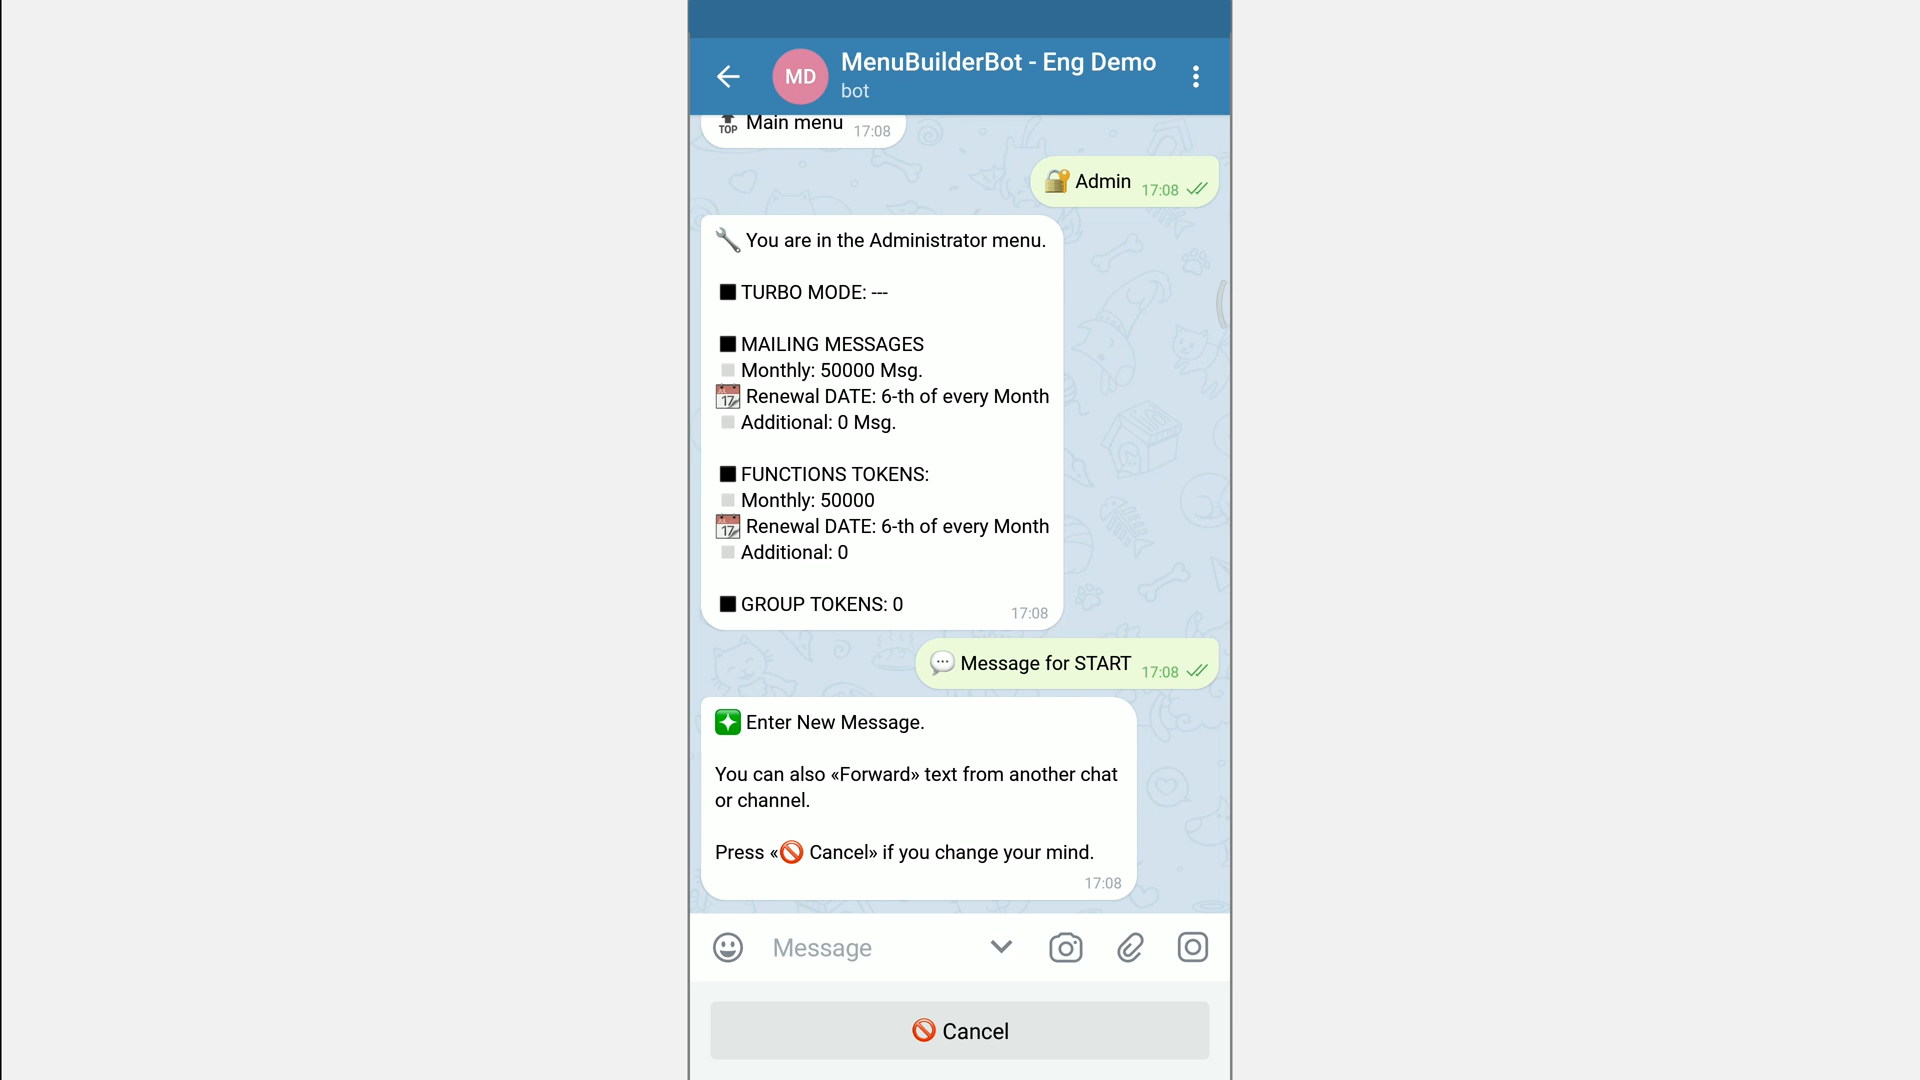 MD
MenuBuilderBot - Eng Demo
bot
TOP Main menu 17:08
Admin 17:08
You are in the Administrator menu.
TURBO MODE: ---
MAILING MESSAGES
Monthly: 50000 Msg.
17 Renewal DATE: 6-th of every Month
Additional: 0 Msg.
FUNCTIONS TOKENS:
Monthly: 50000
17 Renewal DATE: 6-th of every Month
Additional: 0
GROUP TOKENS: 0
17:08
Message for START 17:08
Enter New Message.
You can also «Forward» text from another chat
or channel.
Press «🚫 Cancel» if you change your mind.
17:08
Message
🚫 Cancel